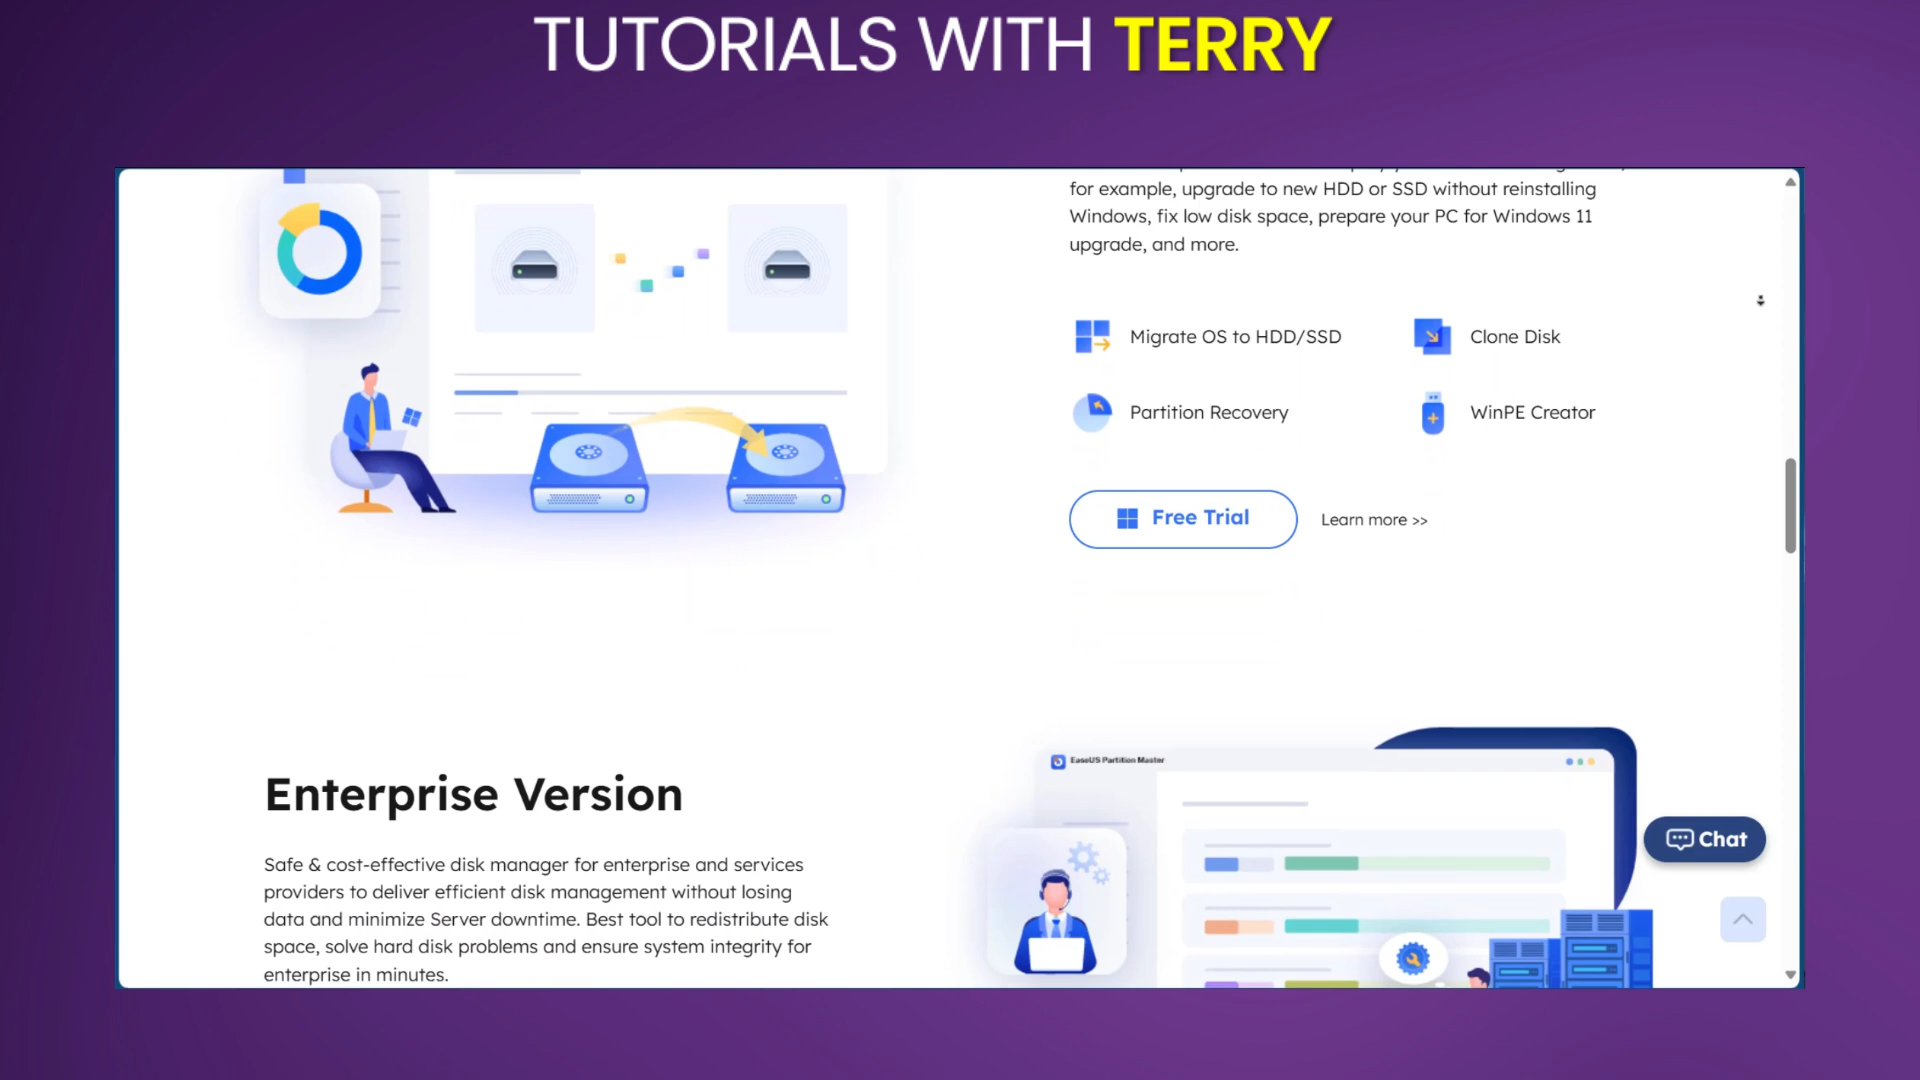 TUTORIALS WITH TERRY
for example, upgrade to new HDD or SSD without reinstalling
Windows, fix low disk space, prepare your PC for Windows 11
upgrade, and more.
Migrate OS to HDD/SSD
Clone Disk
Partition Recovery
WinPE Creator
Free Trial
Learn more >>
Enterprise Version
Safe & cost-effective disk manager for enterprise and services
providers to deliver efficient disk management without losing
data and minimize Server downtime. Best tool to redistribute disk
space, solve hard disk problems and ensure system integrity for
enterprise in minutes.
EaseUS Partition Master
Chat